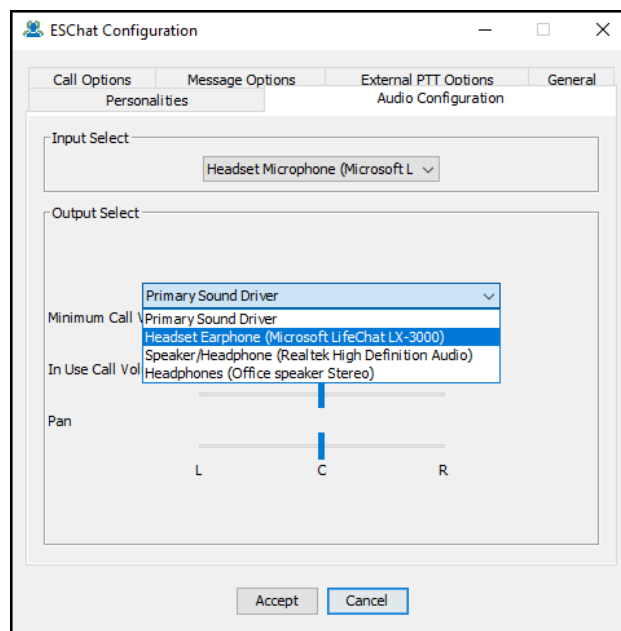 ESChat Configuration
Call Options Message Options External PTT Options General
Personalities Audio Configuration
Input Select
Headset Microphone (Microsoft L
Output Select
Primary Sound Driver
Minimum Call
Primary Sound Driver
Headset Earphone (Microsoft LifeChat LX-3000)
Speaker/Headphone (Realtek High Definition Audio)
In Use Call Vol
Headphones (Office speaker Stereo)
Pan
L C R
Accept Cancel